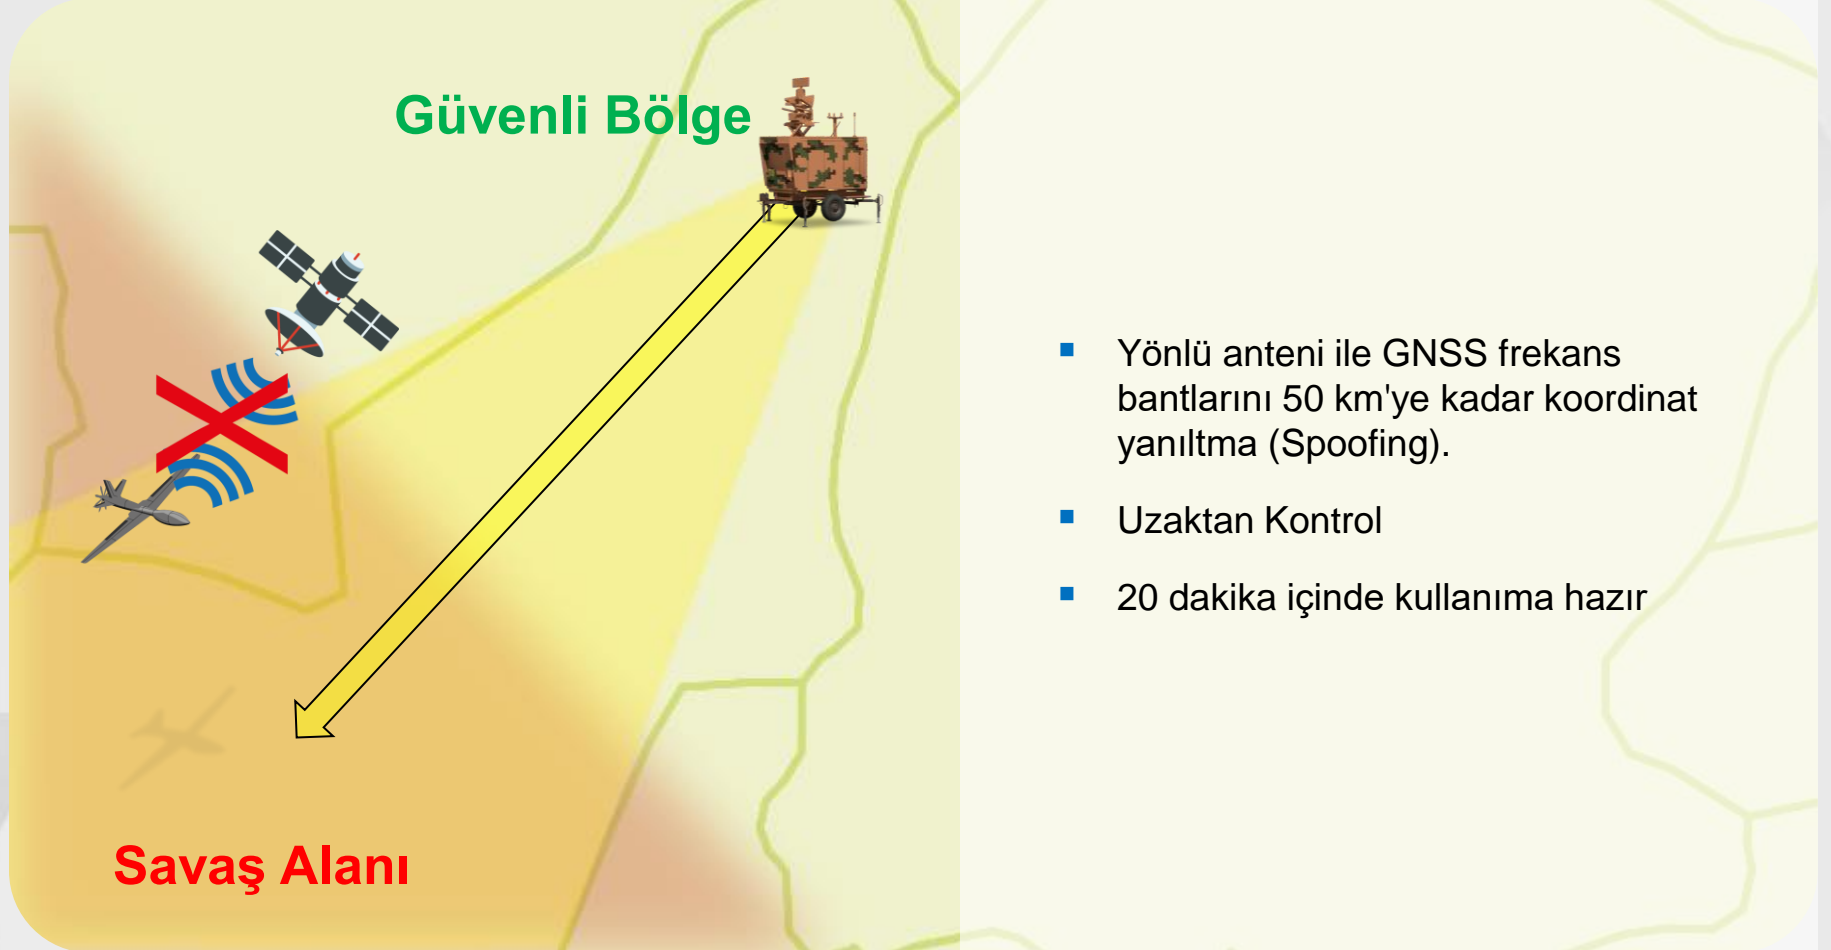 Güvenli Bölge
Savaş Alanı
Yönlü anteni ile GNSS frekans
bantlarını 50 km'ye kadar koordinat
yanıltma (Spoofing).
Uzaktan Kontrol
20 dakika içinde kullanıma hazır